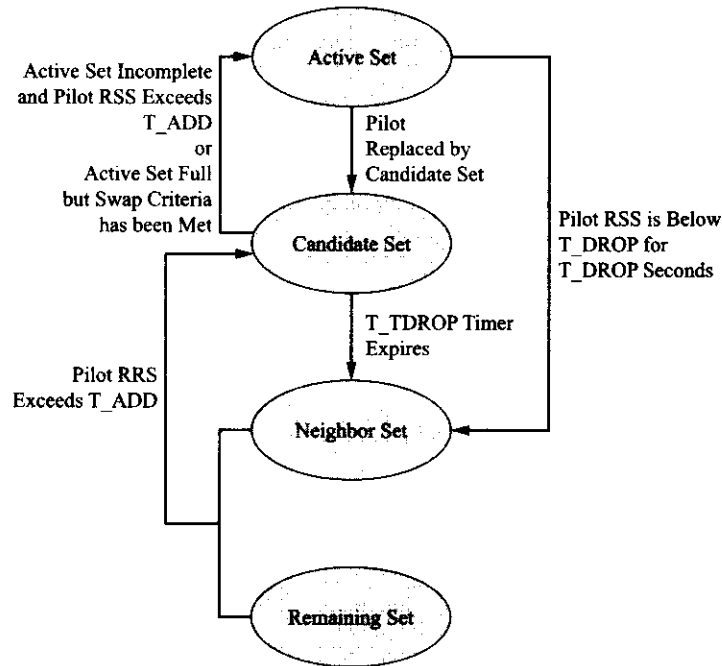 Active Set
Active Set Incomplete
and Pilot RSS Exceeds
T_ADD
or
Active Set Full
but Swap Criteria
has been Met
Pilot
Replaced by
Candidate Set
Pilot RSS is Below
T_DROP for
T_DROP Seconds
Candidate Set
T_TDROP Timer
Expires
Pilot RRS
Exceeds T_ADD
Neighbor Set
Remaining Set